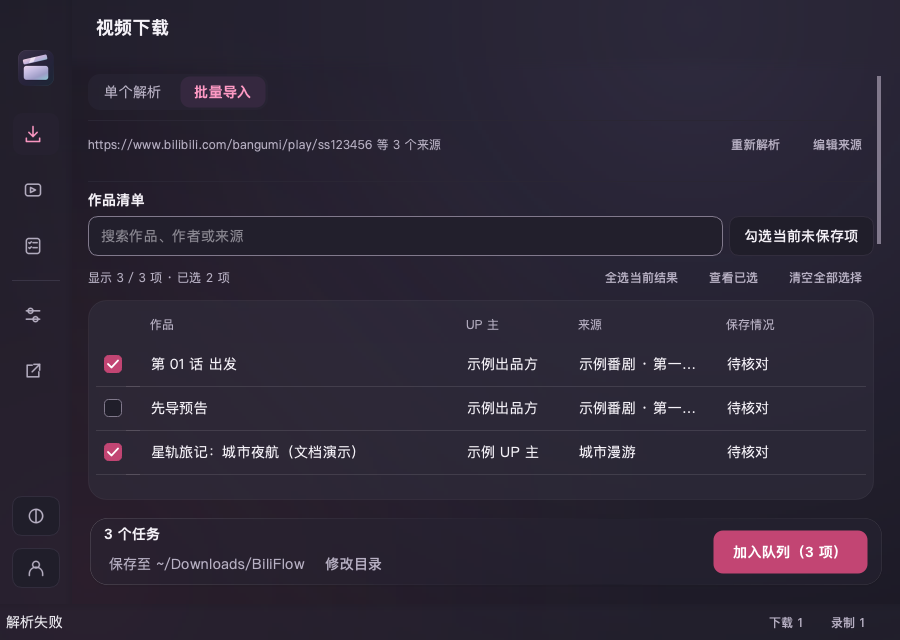 视频下载
单个解析 批量导入
https://www.bilibili.com/bangumi/play/ss123456 等 3 个来源 重新解析 编辑来源
作品清单
搜索作品、作者或来源 勾选当前未保存项
显示 3 / 3 项 · 已选 2 项 全选当前结果 查看已选 清空全部选择
作品 UP 主 来源 保存情况
第 01 话 出发 示例出品方 示例番剧 · 第一… 待核对
先导预告 示例出品方 示例番剧 · 第一… 待核对
星轨旅记：城市夜航（文档演示） 示例 UP 主 城市漫游 待核对
3 个任务
保存至 ~/Downloads/BiliFlow 修改目录 加入队列（3 项）
解析失败 下载 1 录制 1